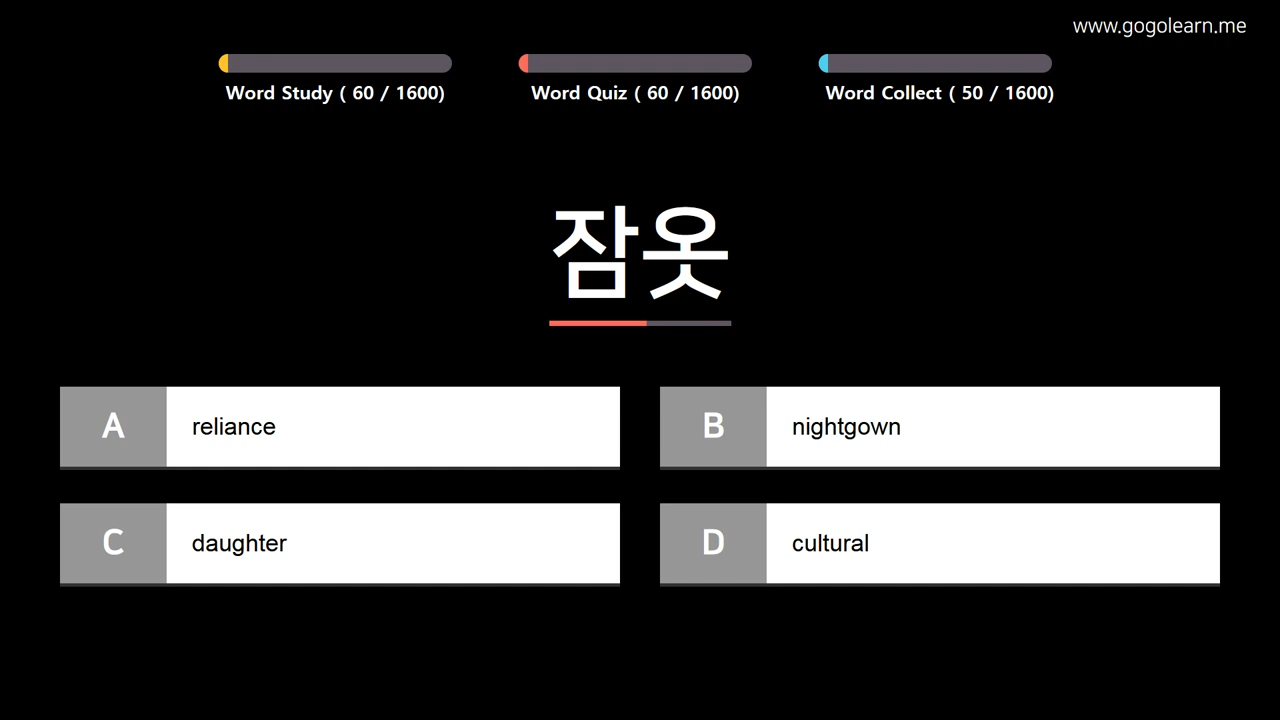 www.gogolearn.me
Word Study ( 60 / 1600)
Word Quiz ( 60 / 1600)
Word Collect ( 50 / 1600)
잠옷
A reliance
B nightgown
C daughter
D cultural